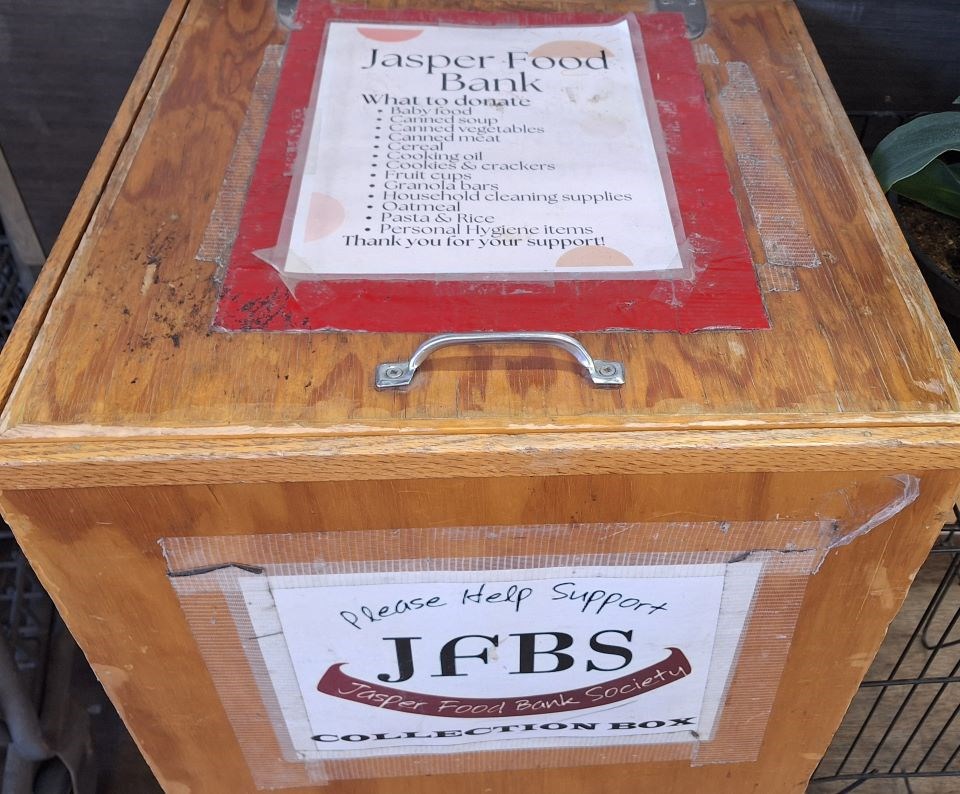 Jasper Food
Bank
What to donate
• Baby food
• Canned soup
• Canned vegetables
• Canned meat
• Cereal
• Cooking oil
• Cookies & crackers
• Fruit cups
• Granola bars
• Household cleaning supplies
• Oatmeal
• Pasta & Rice
• Personal Hygiene items
Thank you for your support!
Please Help Support
JFBS
Jasper Food Bank Society
COLLECTION BOX